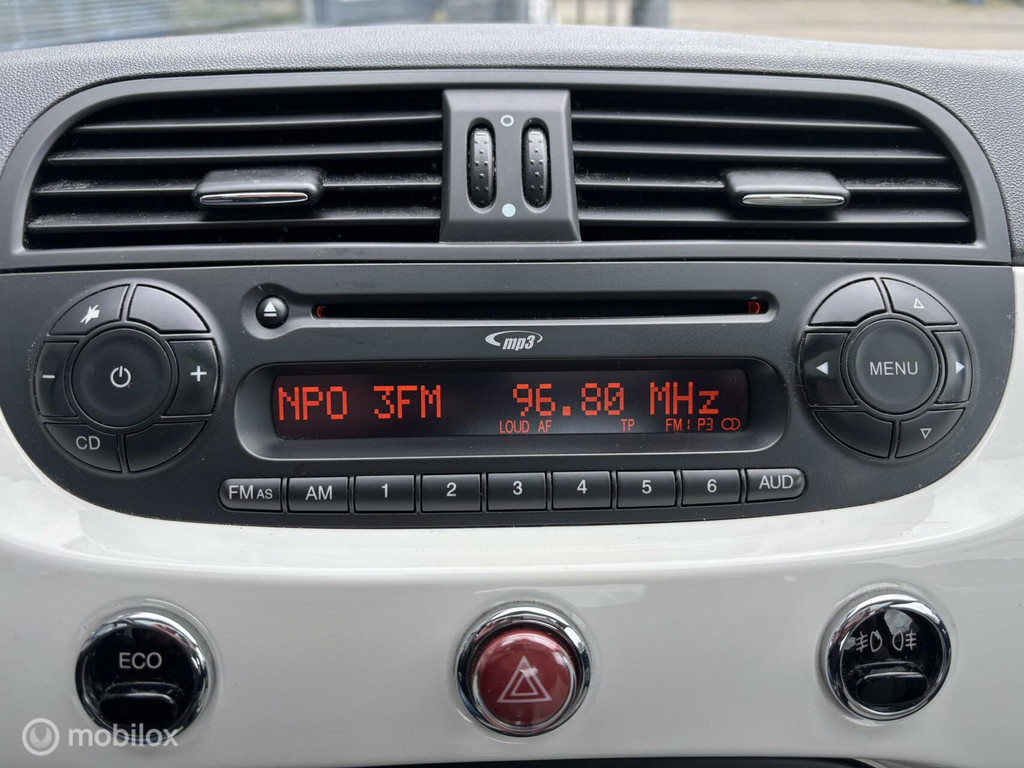 mp3
NPO 3FM 96.80 MHz
LOUD AF TP FM1 P3
MENU
CD
FM AS AM 1 2 3 4 5 6 AUD
ECO
mobilox